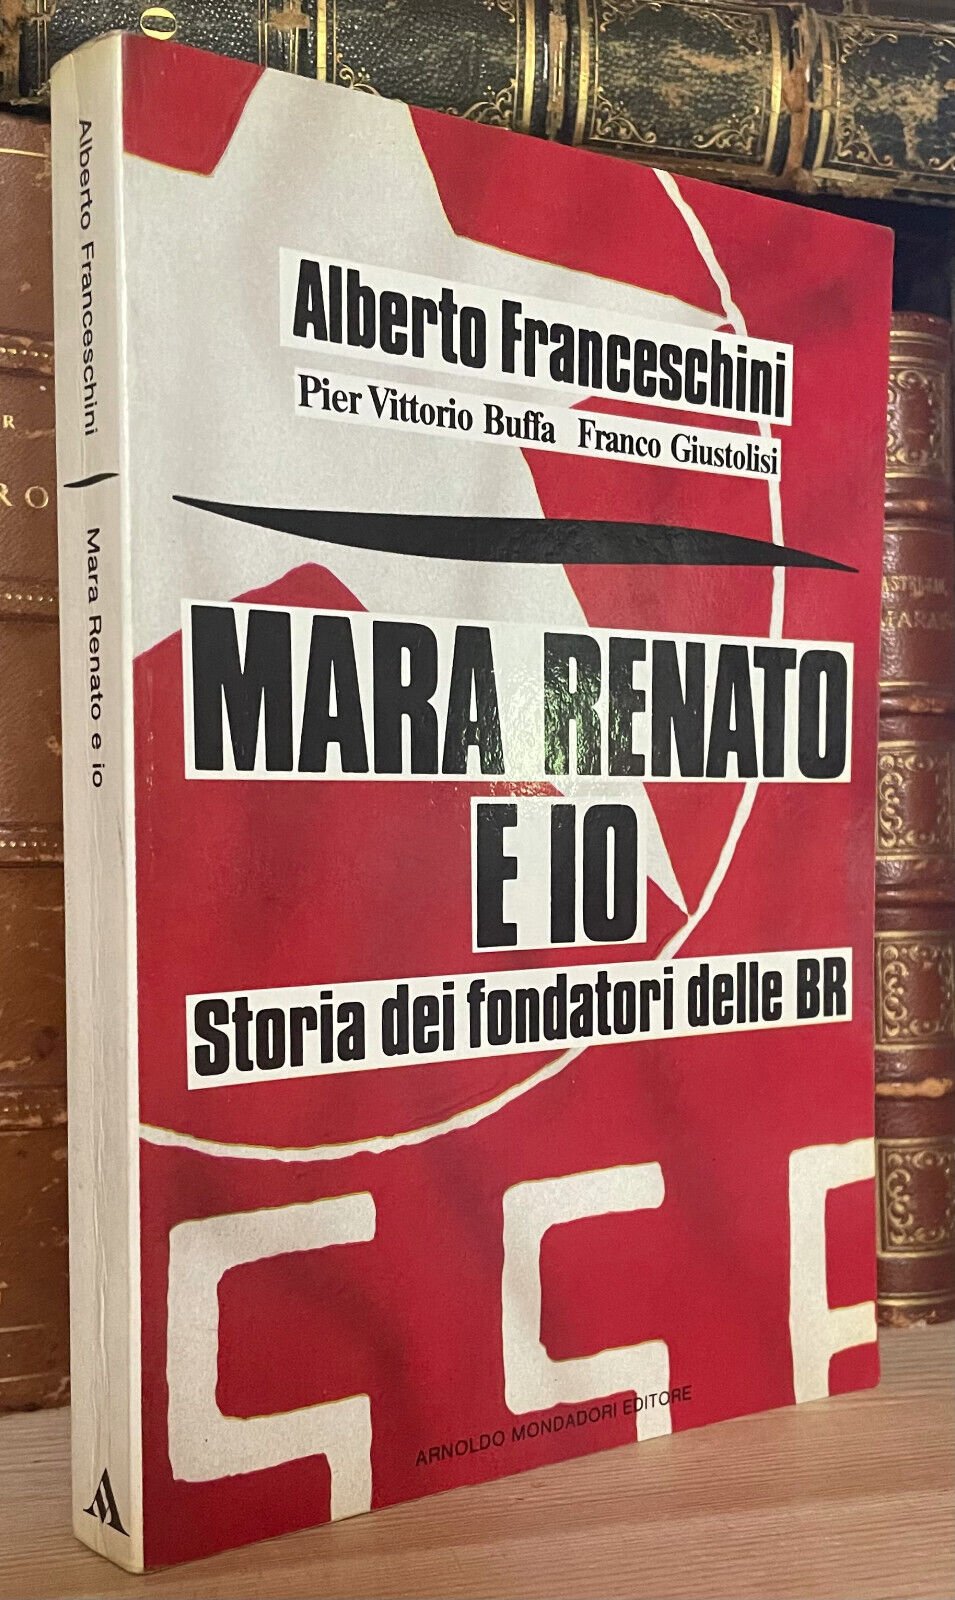 Alberto Franceschini
Pier Vittorio Buffa Franco Giustolisi
MARA RENATO
E IO
Storia dei fondatori delle BR
ARNOLDO MONDADORI EDITORE
Alberto Franceschini
Mara Renato e io